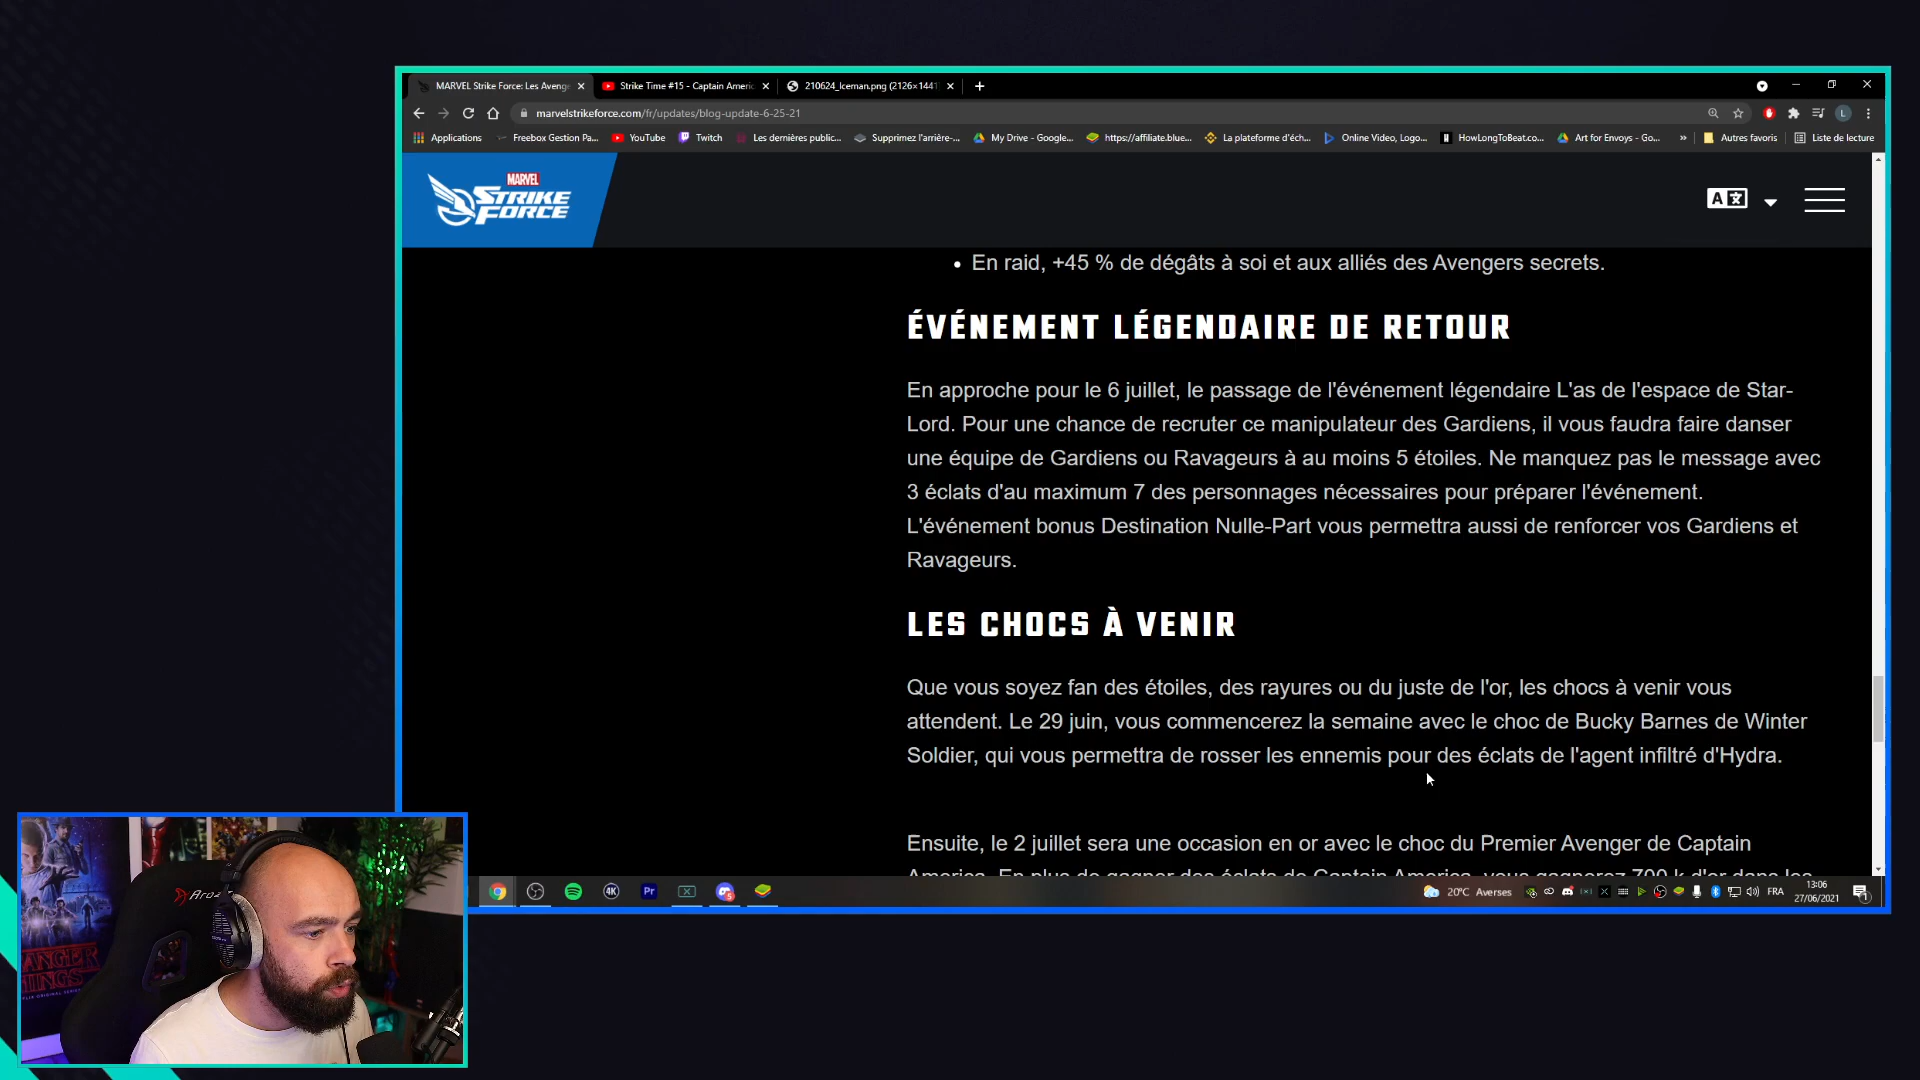 MARVEL Strike Force: Les Avenge
Strike Time #15 - Captain Americ
210624_Iceman.png (2126×1441
marvelstrikeforce.com/fr/updates/blog-update-6-25-21
L
Applications
Freebox Gestion Pa...
YouTube
Twitch
Les dernières public...
Supprimez l'arrière-...
My Drive - Google...
https://affiliate.blue...
La plateforme d'éch...
Online Video, Logo...
HowLongToBeat.co...
Art for Envoys - Go...
»
Autres favoris
Liste de lecture
MARVEL
STRIKE
FORCE
A
• En raid, +45 % de dégâts à soi et aux alliés des Avengers secrets.
ÉVÉNEMENT LÉGENDAIRE DE RETOUR
En approche pour le 6 juillet, le passage de l'événement légendaire L'as de l'espace de Star-
Lord. Pour une chance de recruter ce manipulateur des Gardiens, il vous faudra faire danser
une équipe de Gardiens ou Ravageurs à au moins 5 étoiles. Ne manquez pas le message avec
3 éclats d'au maximum 7 des personnages nécessaires pour préparer l'événement.
L'événement bonus Destination Nulle-Part vous permettra aussi de renforcer vos Gardiens et
Ravageurs.
LES CHOCS À VENIR
Que vous soyez fan des étoiles, des rayures ou du juste de l'or, les chocs à venir vous
attendent. Le 29 juin, vous commencerez la semaine avec le choc de Bucky Barnes de Winter
Soldier, qui vous permettra de rosser les ennemis pour des éclats de l'agent infiltré d'Hydra.
Ensuite, le 2 juillet sera une occasion en or avec le choc du Premier Avenger de Captain
America. En plus de gagner des éclats de Captain America, vous gagnerez 700 k d'or dans les
4K
Pr
20°C Averses
FRA
13:06
27/06/2021
1
Aroz
ANGER
HINGS